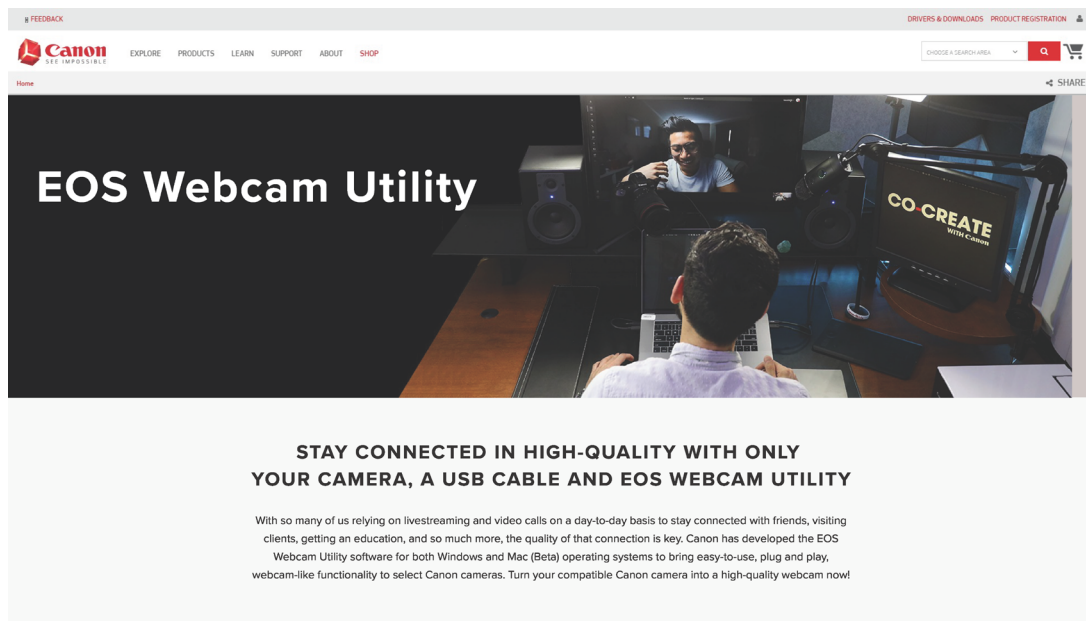 FEEDBACK
DRIVERS & DOWNLOADS PRODUCT REGISTRATION
Canon
SEE IMPOSSIBLE
EXPLORE PRODUCTS LEARN SUPPORT ABOUT SHOP
CHOOSE A SEARCH AREA
Home
SHARE
EOS Webcam Utility
CO-CREATE
WITH Canon
STAY CONNECTED IN HIGH-QUALITY WITH ONLY
YOUR CAMERA, A USB CABLE AND EOS WEBCAM UTILITY
With so many of us relying on livestreaming and video calls on a day-to-day basis to stay connected with friends, visiting
clients, getting an education, and so much more, the quality of that connection is key. Canon has developed the EOS
Webcam Utility software for both Windows and Mac (Beta) operating systems to bring easy-to-use, plug and play,
webcam-like functionality to select Canon cameras. Turn your compatible Canon camera into a high-quality webcam now!